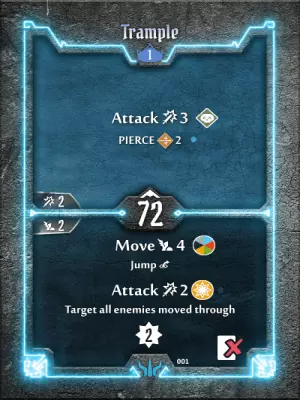 Trample
1
Attack 3
PIERCE 2
2
72
2
Move 4
Jump
Attack 2
Target all enemies moved through
2
001